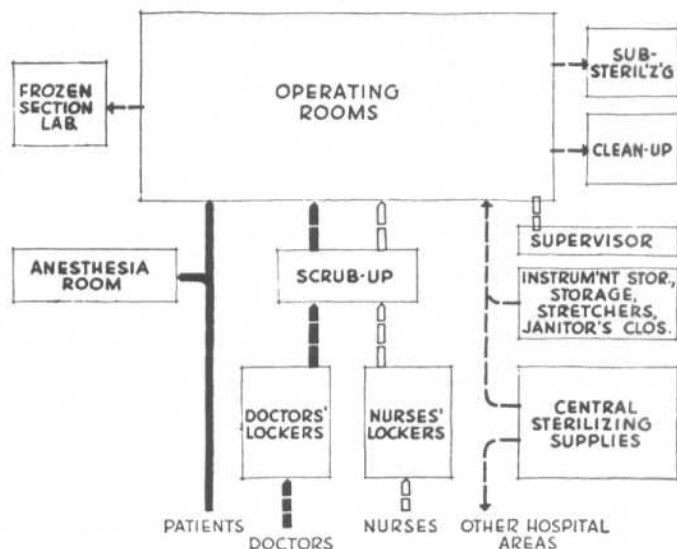 SUB-
STERIL'Z'G
FROZEN
SECTION
LAB.
OPERATING
ROOMS
CLEAN-UP
SUPERVISOR
ANESTHESIA
ROOM
SCRUB-UP
INSTRUM'NT STOR.,
STORAGE,
STRETCHERS,
JANITOR'S CLOS.
DOCTORS'
LOCKERS
NURSES'
LOCKERS
CENTRAL
STERILIZING
SUPPLIES
PATIENTS
DOCTORS
NURSES
OTHER HOSPITAL
AREAS